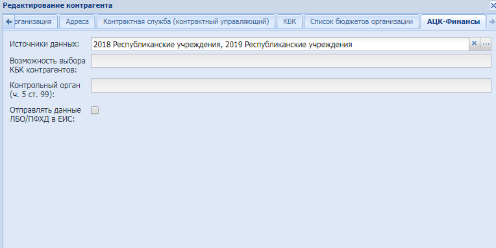 Редактирование контрагента
рганизация Адреса Контрактная служба (контрактный управляющий) КБК Список бюджетов организации АЦК-Финансы
Источники данных: 2018 Республиканские учреждения, 2019 Республиканские учреждения
Возможность выбора
КБК контрагентов:
Контрольный орган
(ч. 5 ст. 99):
Отправлять данные
ЛБО/ПФХД в ЕИС: